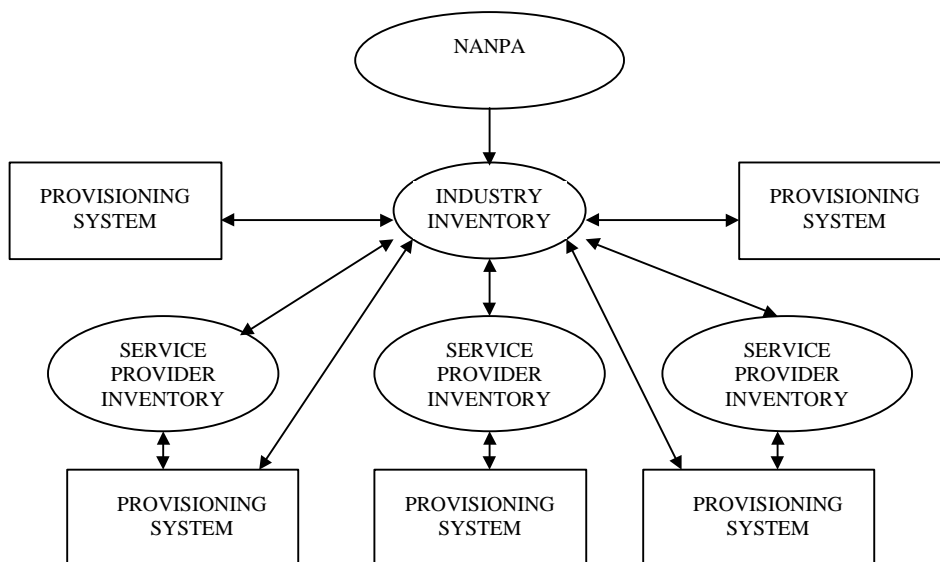 NANPA
PROVISIONING
SYSTEM
INDUSTRY
INVENTORY
PROVISIONING
SYSTEM
SERVICE
PROVIDER
INVENTORY
SERVICE
PROVIDER
INVENTORY
SERVICE
PROVIDER
INVENTORY
PROVISIONING
SYSTEM
PROVISIONING
SYSTEM
PROVISIONING
SYSTEM